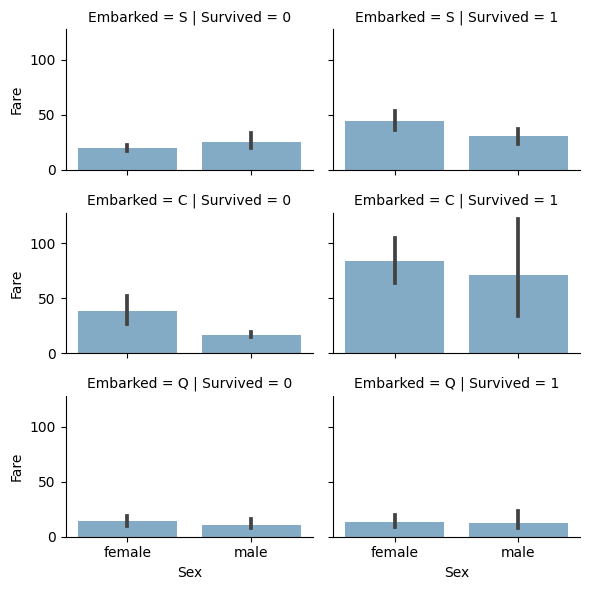 Embarked = S | Survived = 0
Embarked = S | Survived = 1
100
50
0
Fare
Embarked = C | Survived = 0
Embarked = C | Survived = 1
100
50
0
Fare
Embarked = Q | Survived = 0
Embarked = Q | Survived = 1
100
50
0
Fare
female male
female male
Sex
Sex